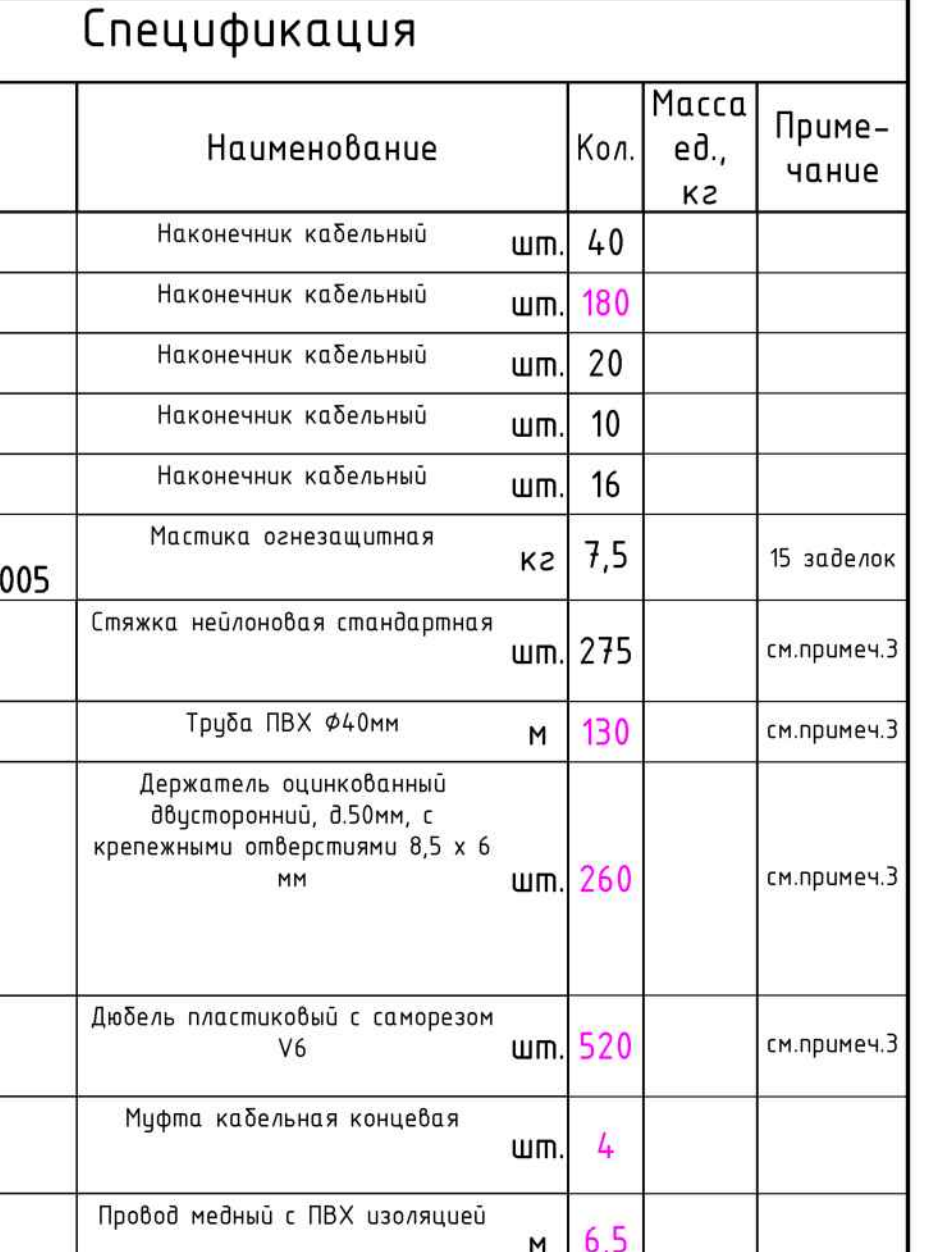 Спецификация
Наименование
Кол.
Масса
ед.,
кг
Приме-
чание
Наконечник кабельный шт. 40
Наконечник кабельный шт. 180
Наконечник кабельный шт. 20
Наконечник кабельный шт. 10
Наконечник кабельный шт. 16
005
Мастика огнезащитная кг 7,5 15 заделок
Стяжка нейлоновая стандартная шт. 275 см.примеч.3
Труба ПВХ Ф40мм м 130 см.примеч.3
Держатель оцинкованный
двусторонний, д.50мм, с
крепежными отверстиями 8,5 х 6
мм шт. 260 см.примеч.3
Дюбель пластиковый с саморезом
V6 шт. 520 см.примеч.3
Муфта кабельная концевая шт. 4
Провод медный с ПВХ изоляцией м 6,5